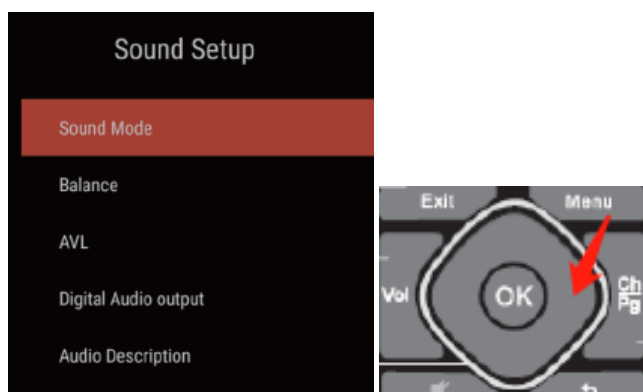 Sound Setup
Sound Mode
Balance
AVL
Digital Audio output
Audio Description
Exit
Menu
Vol
OK
Ch
Pg